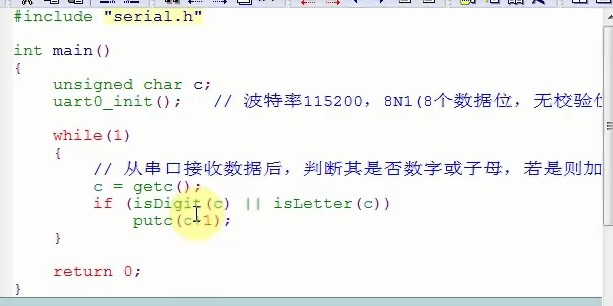 #include "serial.h"
int main()
{
unsigned char c;
uart0_init(); // 波特率115200，8N1(8个数据位，无校验位
while(1)
{
// 从串口接收数据后，判断其是否数字或子母，若是则加
c = getc();
if (isDigit(c) || isLetter(c))
putc(c+1);
}
return 0;
}